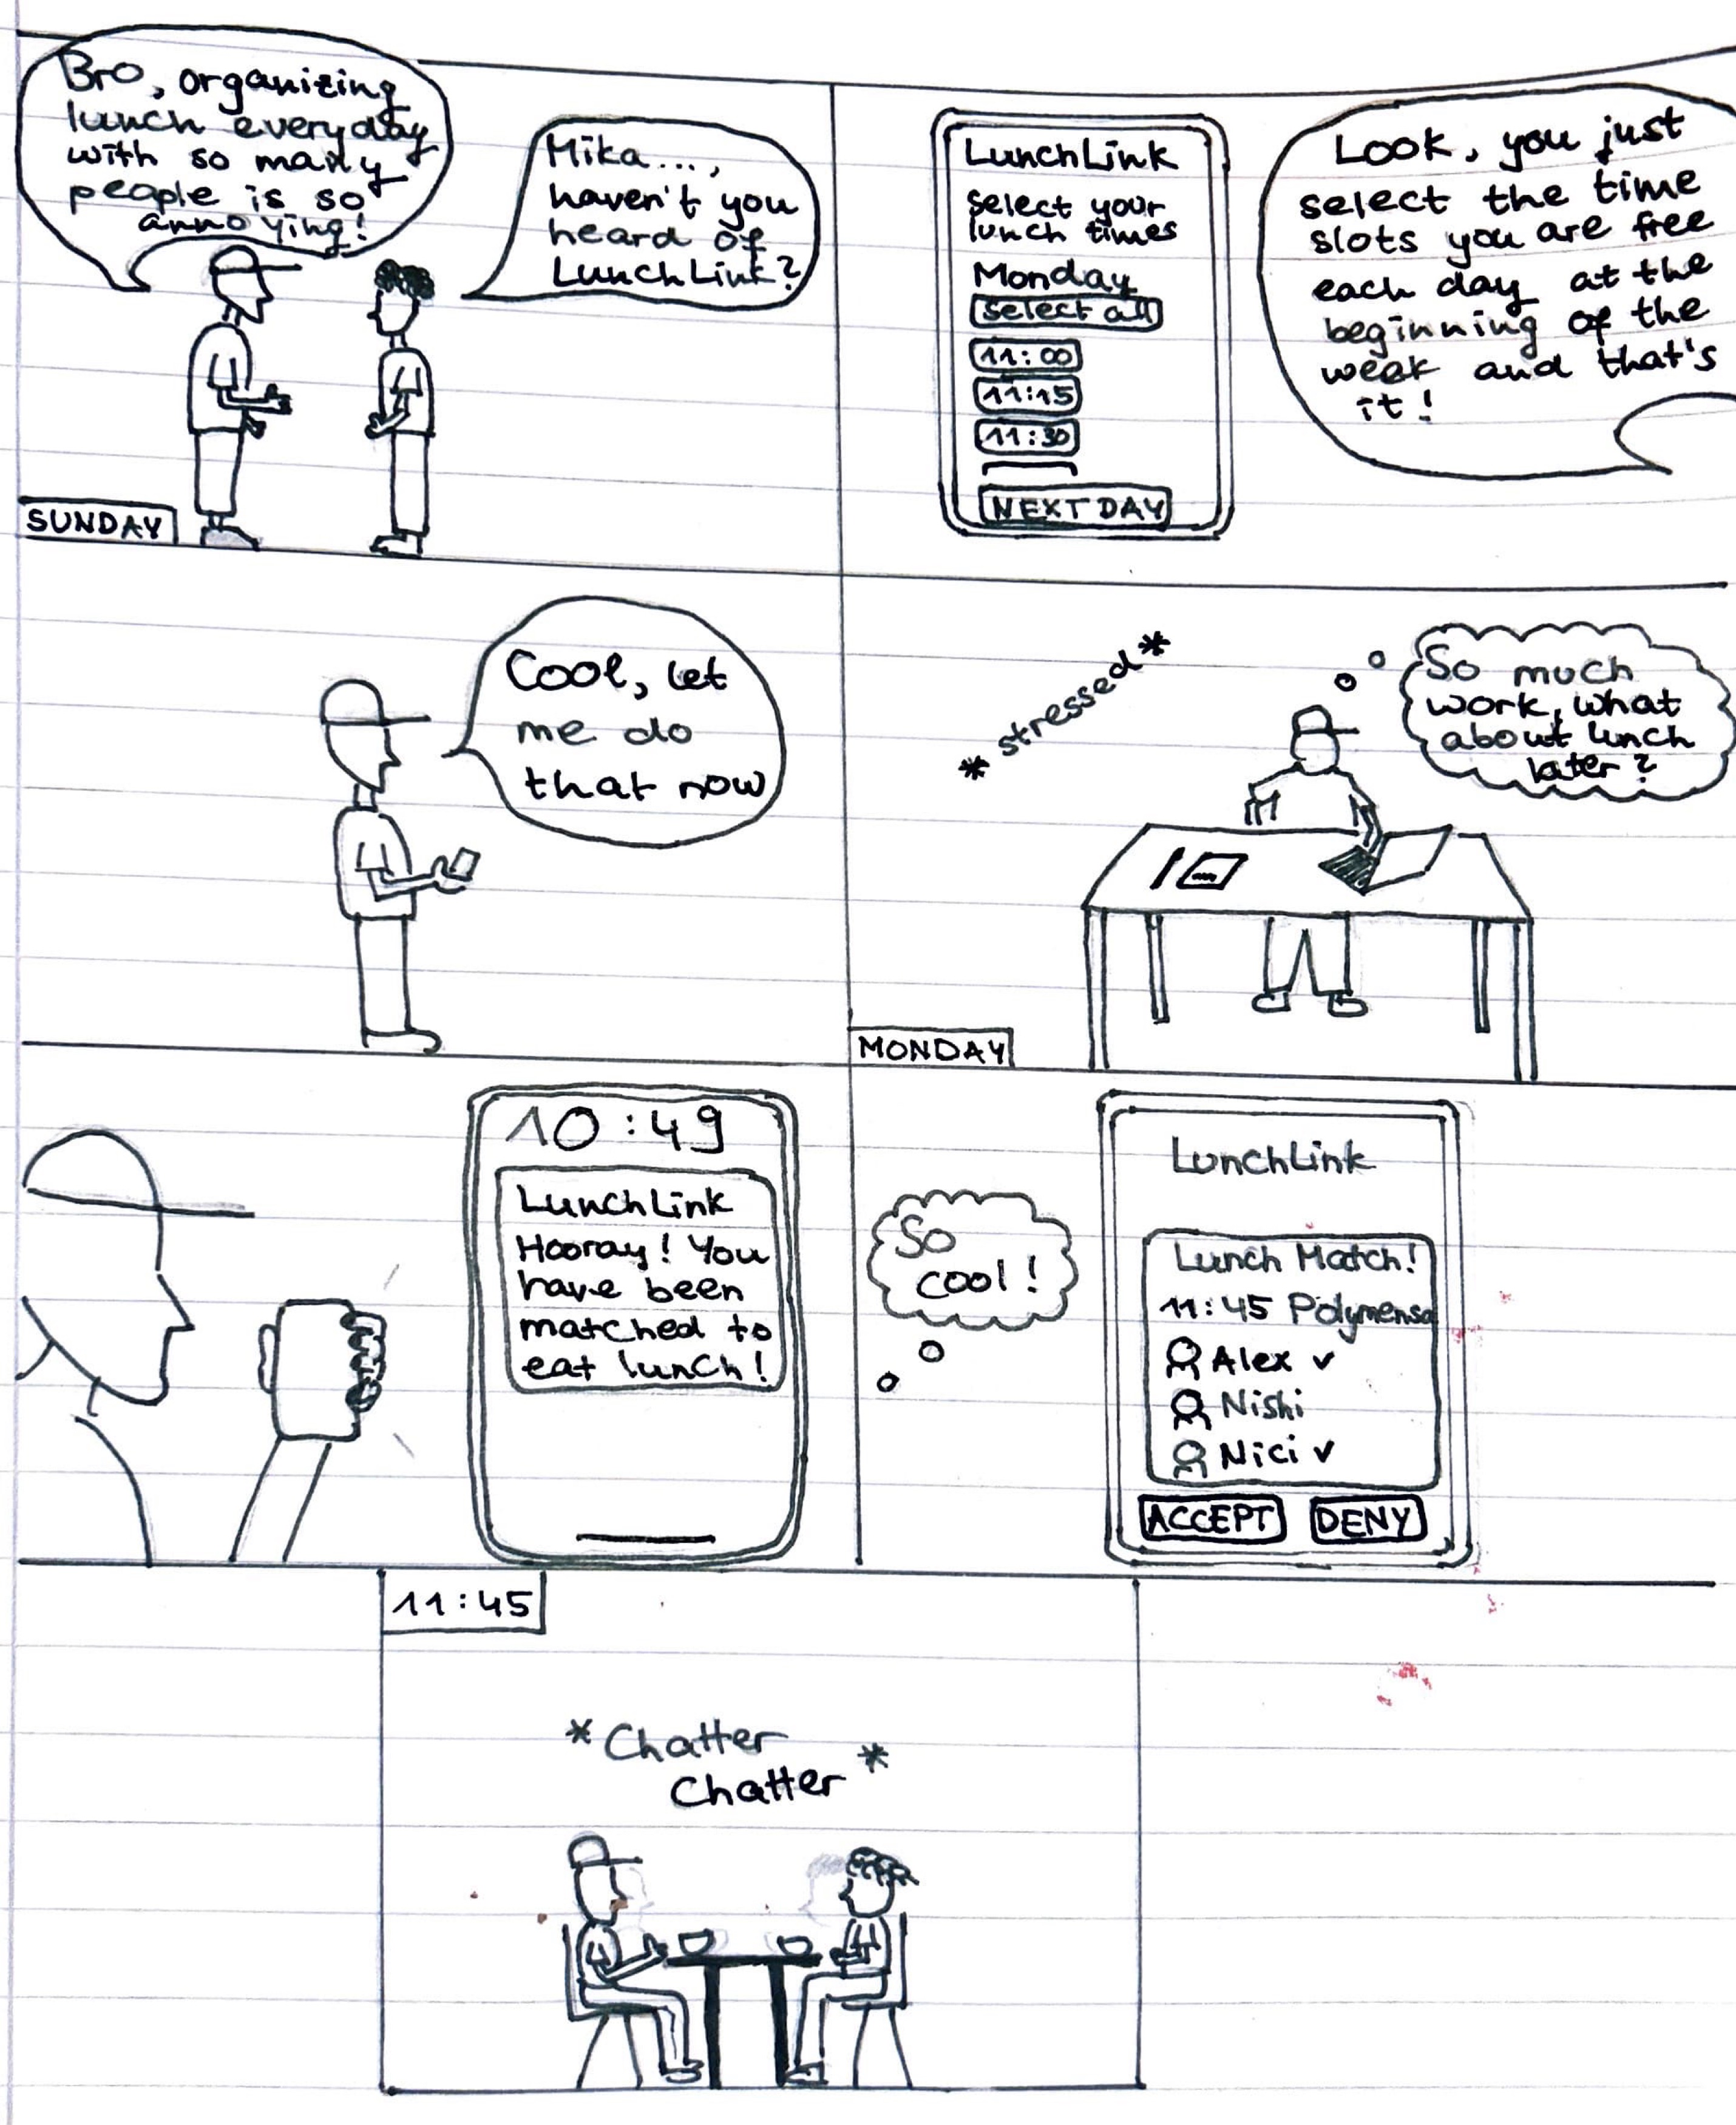 Bro, organizing
lunch everyday
with so many
people is so
annoying!
Mika...,
haven't you
heard of
LunchLink?
SUNDAY
LunchLink
Select your
lunch times
Monday
Select all
11:00
11:15
11:30
NEXT DAY
Look, you just
select the time
slots you are free
each day at the
beginning of the
week and that's
it!
Cool, let
me do
that now
*stressed*
So much
work, what
about lunch
later?
MONDAY
10:49
LunchLink
Hooray! You
have been
matched to
eat lunch!
So
cool!
LunchLink
Lunch Match!
11:45 Polymensa
Alex ✓
Nishi
Nici ✓
ACCEPT DENY
11:45
*Chatter
Chatter*